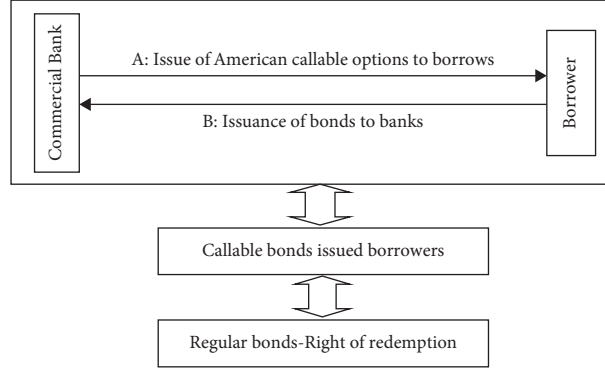 Commercial Bank
A: Issue of American callable options to borrows
Borrower
B: Issuance of bonds to banks
Callable bonds issued borrowers
Regular bonds-Right of redemption